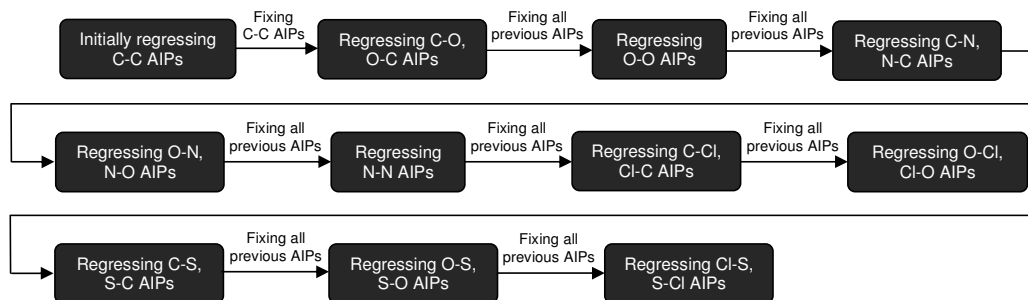 Initially regressing
C-C AIPs
Fixing
C-C AIPs
Regressing C-O,
O-C AIPs
Fixing all
previous AIPs
Regressing
O-O AIPs
Fixing all
previous AIPs
Regressing C-N,
N-C AIPs
Regressing O-N,
N-O AIPs
Fixing all
previous AIPs
Regressing
N-N AIPs
Fixing all
previous AIPs
Regressing C-Cl,
Cl-C AIPs
Fixing all
previous AIPs
Regressing O-Cl,
Cl-O AIPs
Regressing C-S,
S-C AIPs
Fixing all
previous AIPs
Regressing O-S,
S-O AIPs
Fixing all
previous AIPs
Regressing Cl-S,
S-Cl AIPs